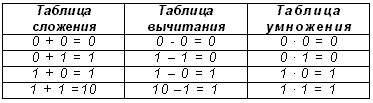 Таблица сложения Таблица вычитания Таблица умножения
0 + 0 = 0 0 - 0 = 0 0 · 0 = 0
0 + 1 = 1 1 – 1 = 0 0 · 1 = 0
1 + 0 = 1 1 – 0 = 1 1 · 0 = 1
1 + 1 =10 10 –1 = 1 1 · 1 = 1